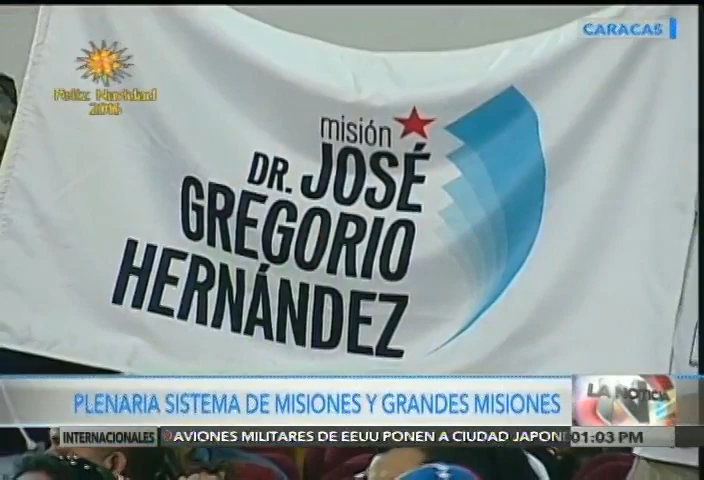 CARACAS
Feliz Navidad
2016
misión
DR. JOSÉ
GREGORIO
HERNÁNDEZ
PLENARIA SISTEMA DE MISIONES Y GRANDES MISIONES
LA NOTICIA
INTERNACIONALES AVIONES MILITARES DE EEUU PONEN A CIUDAD 01:03 PM